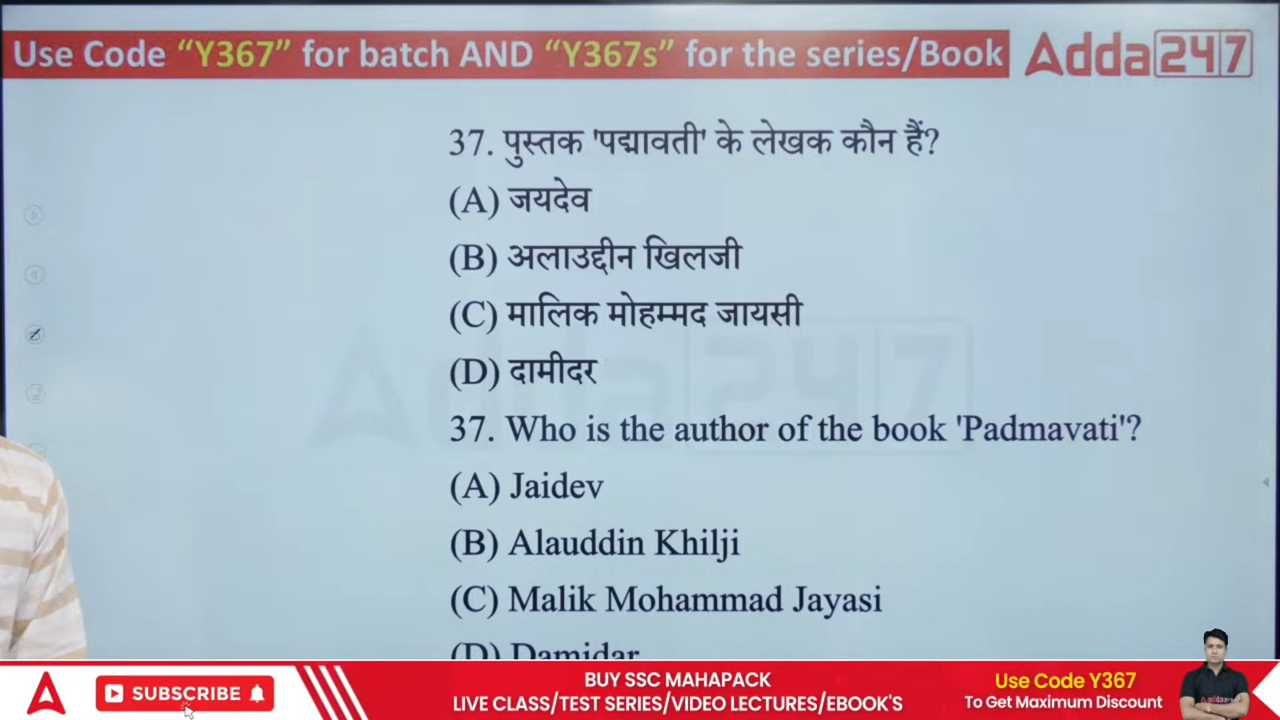 Use Code “Y367” for batch AND “Y367s” for the series/Book
Adda247
37. पुस्तक 'पद्मावती' के लेखक कौन हैं?
(A) जयदेव
(B) अलाउद्दीन खिलजी
(C) मालिक मोहम्मद जायसी
(D) दामीदर
37. Who is the author of the book 'Padmavati'?
(A) Jaidev
(B) Alauddin Khilji
(C) Malik Mohammad Jayasi
(D) Damidar
SUBSCRIBE
BUY SSC MAHAPACK
LIVE CLASS/TEST SERIES/VIDEO LECTURES/EBOOK'S
Use Code Y367
To Get Maximum Discount